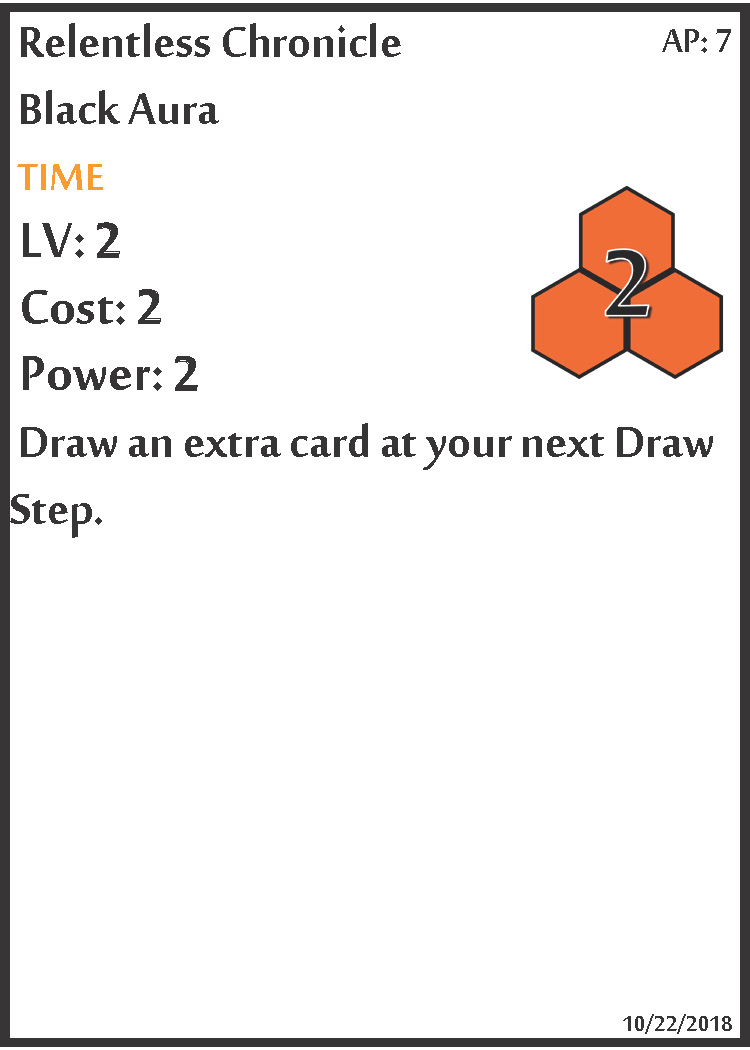 Relentless Chronicle
AP: 7
Black Aura
TIME
LV: 2
Cost: 2
2
Power: 2
Draw an extra card at your next Draw
Step.
10/22/2018